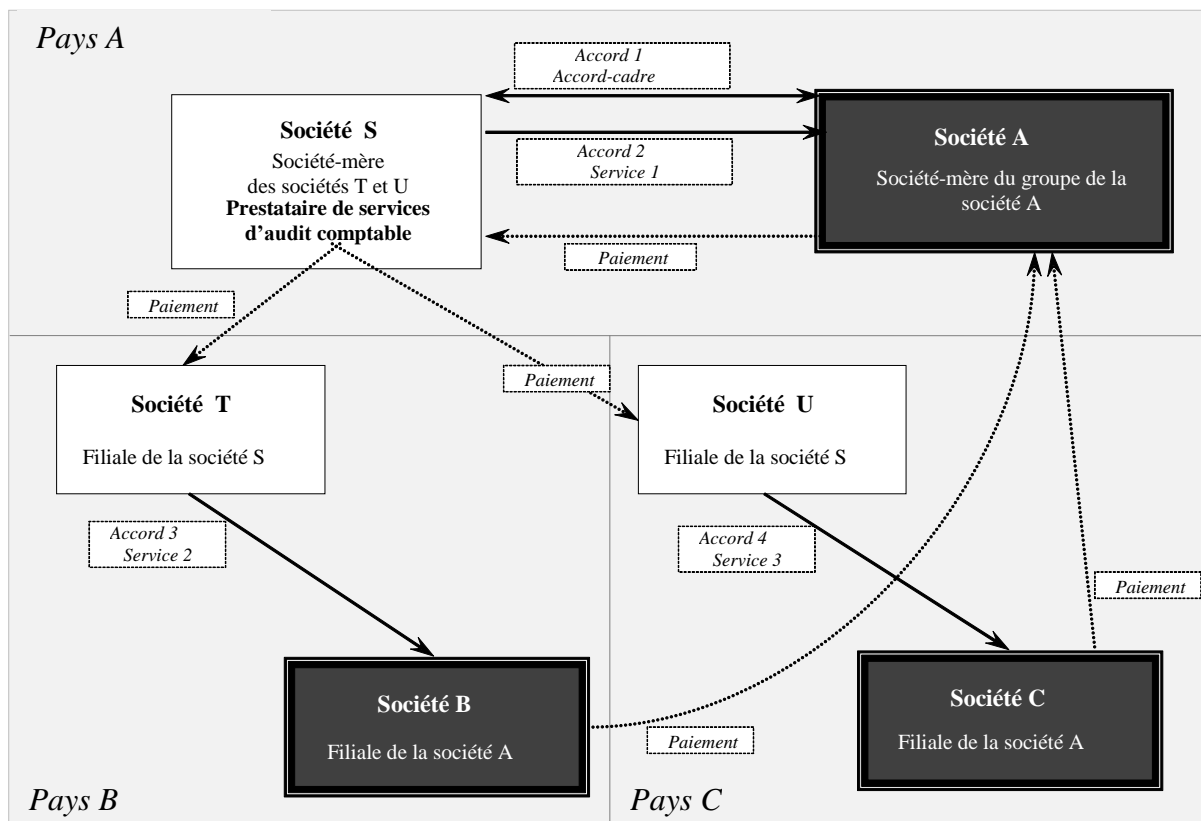 Pays A
Accord 1
Accord-cadre
Société S
Société-mère
des sociétés T et U
Prestataire de services
d'audit comptable
Accord 2
Service 1
Société A
Société-mère du groupe de la
société A
Paiement
Paiement
Paiement
Société T
Filiale de la société S
Société U
Filiale de la société S
Accord 3
Service 2
Accord 4
Service 3
Paiement
Société B
Filiale de la société A
Paiement
Société C
Filiale de la société A
Pays B
Pays C